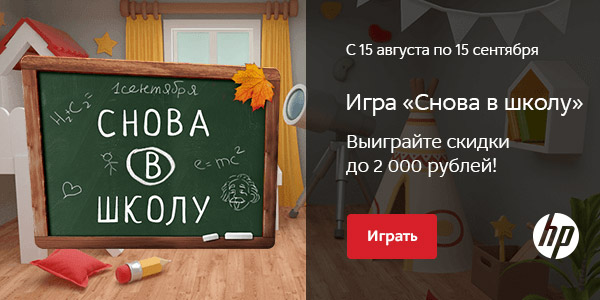 1 сентября
H₂C₂=
СНОВА
В
ШКОЛУ
e=mc²
С 15 августа по 15 сентября
Игра «Снова в школу»
Выиграйте скидки
до 2 000 рублей!
Играть
hp